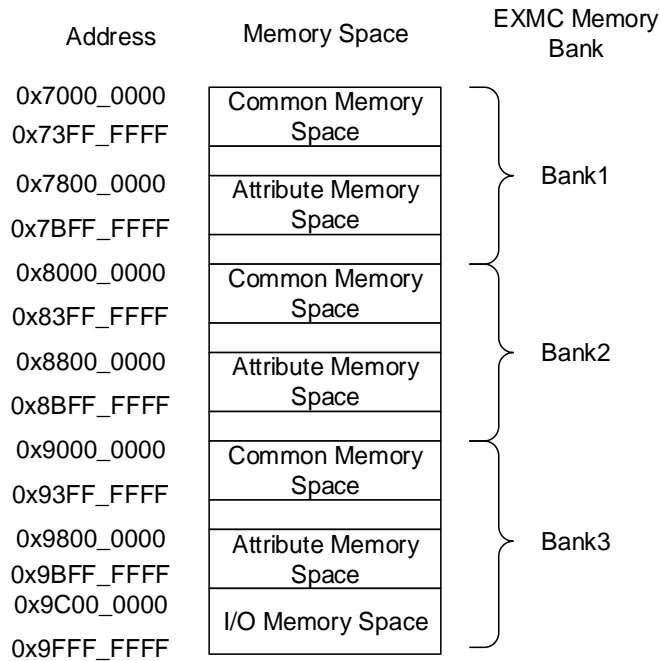 Address
Memory Space
EXMC Memory
Bank
0x7000_0000
Common Memory
Space
0x73FF_FFFF
0x7800_0000
Attribute Memory
Space
0x7BFF_FFFF
Bank1
0x8000_0000
Common Memory
Space
0x83FF_FFFF
0x8800_0000
Attribute Memory
Space
0x8BFF_FFFF
Bank2
0x9000_0000
Common Memory
Space
0x93FF_FFFF
0x9800_0000
Attribute Memory
Space
0x9BFF_FFFF
Bank3
0x9C00_0000
I/O Memory Space
0x9FFF_FFFF